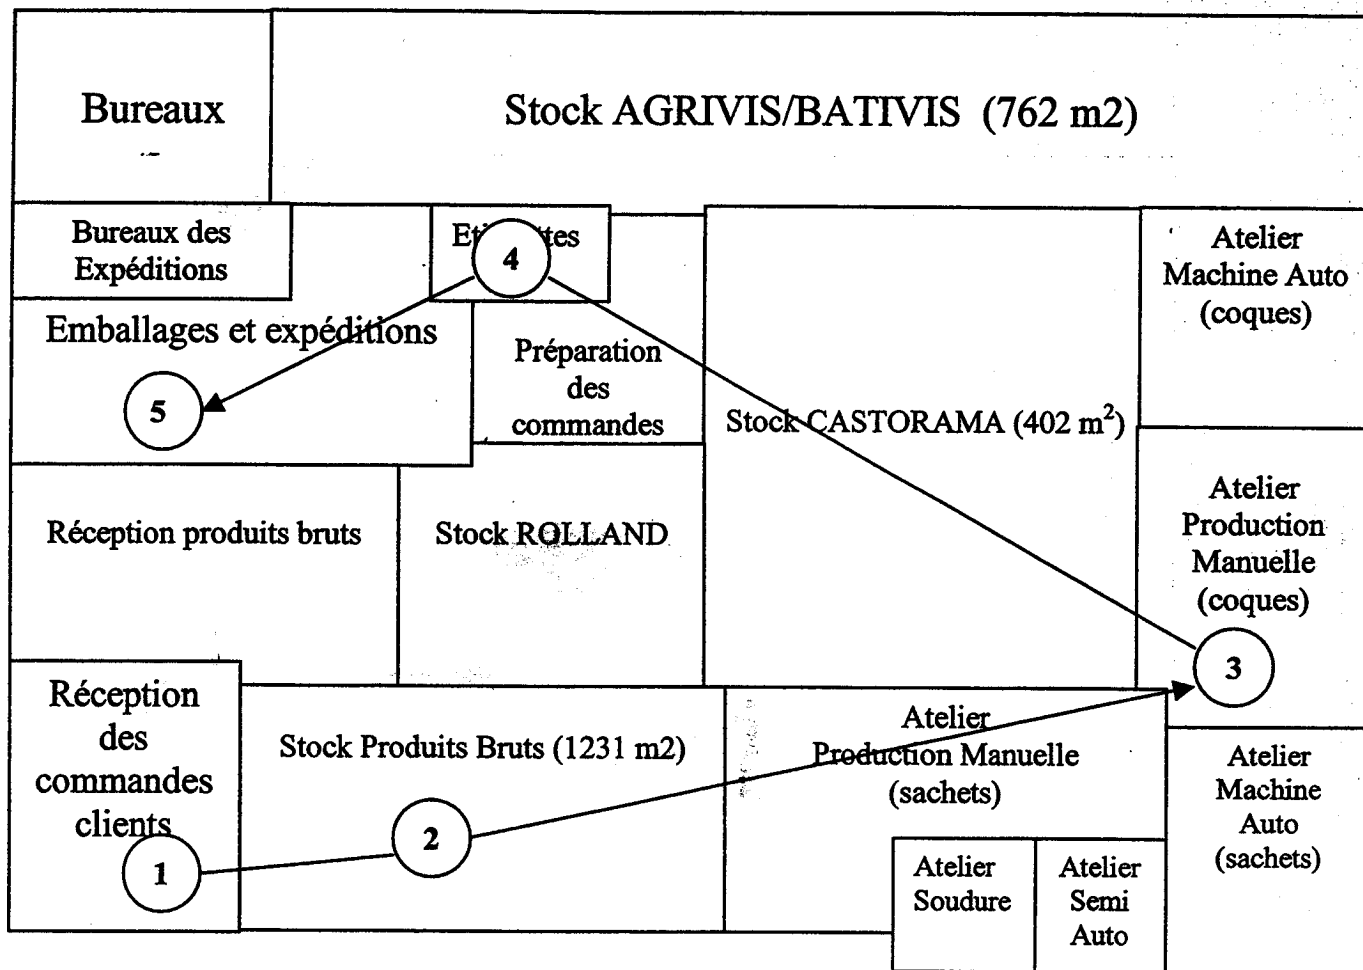 Bureaux
Stock AGRIVIS/BATIVIS (762 m2)
Bureaux des
Expéditions
4
Atelier
Machine Auto
(coques)
Emballages et expéditions
5
Préparation
des
commandes
Stock CASTORAMA (402 m²)
Atelier
Production
Manuelle
(coques)
3
Réception produits bruts
Stock ROLLAND
Réception
des
commandes
clients
1
Stock Produits Bruts (1231 m2)
2
Atelier
Production Manuelle
(sachets)
Atelier
Soudure
Atelier
Semi
Auto
Atelier
Machine
Auto
(sachets)